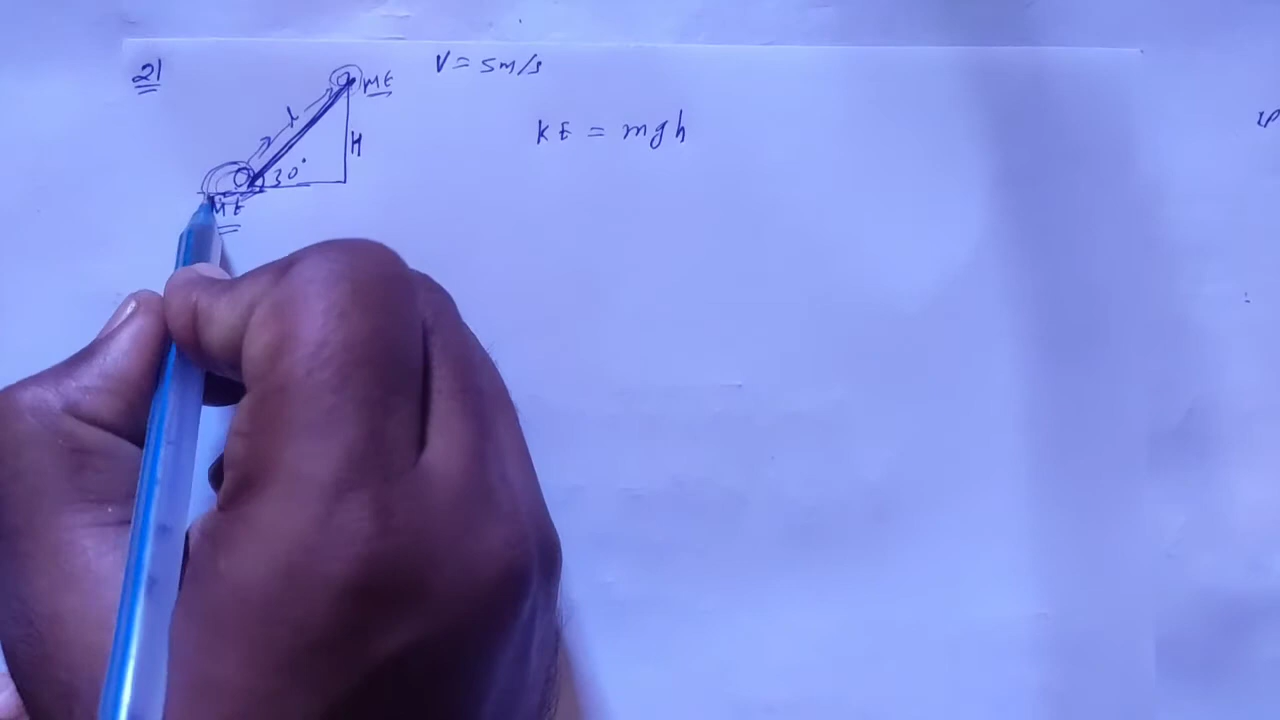 21
V = 5m/s
ME
l
H
KE = mgh
30°
ME